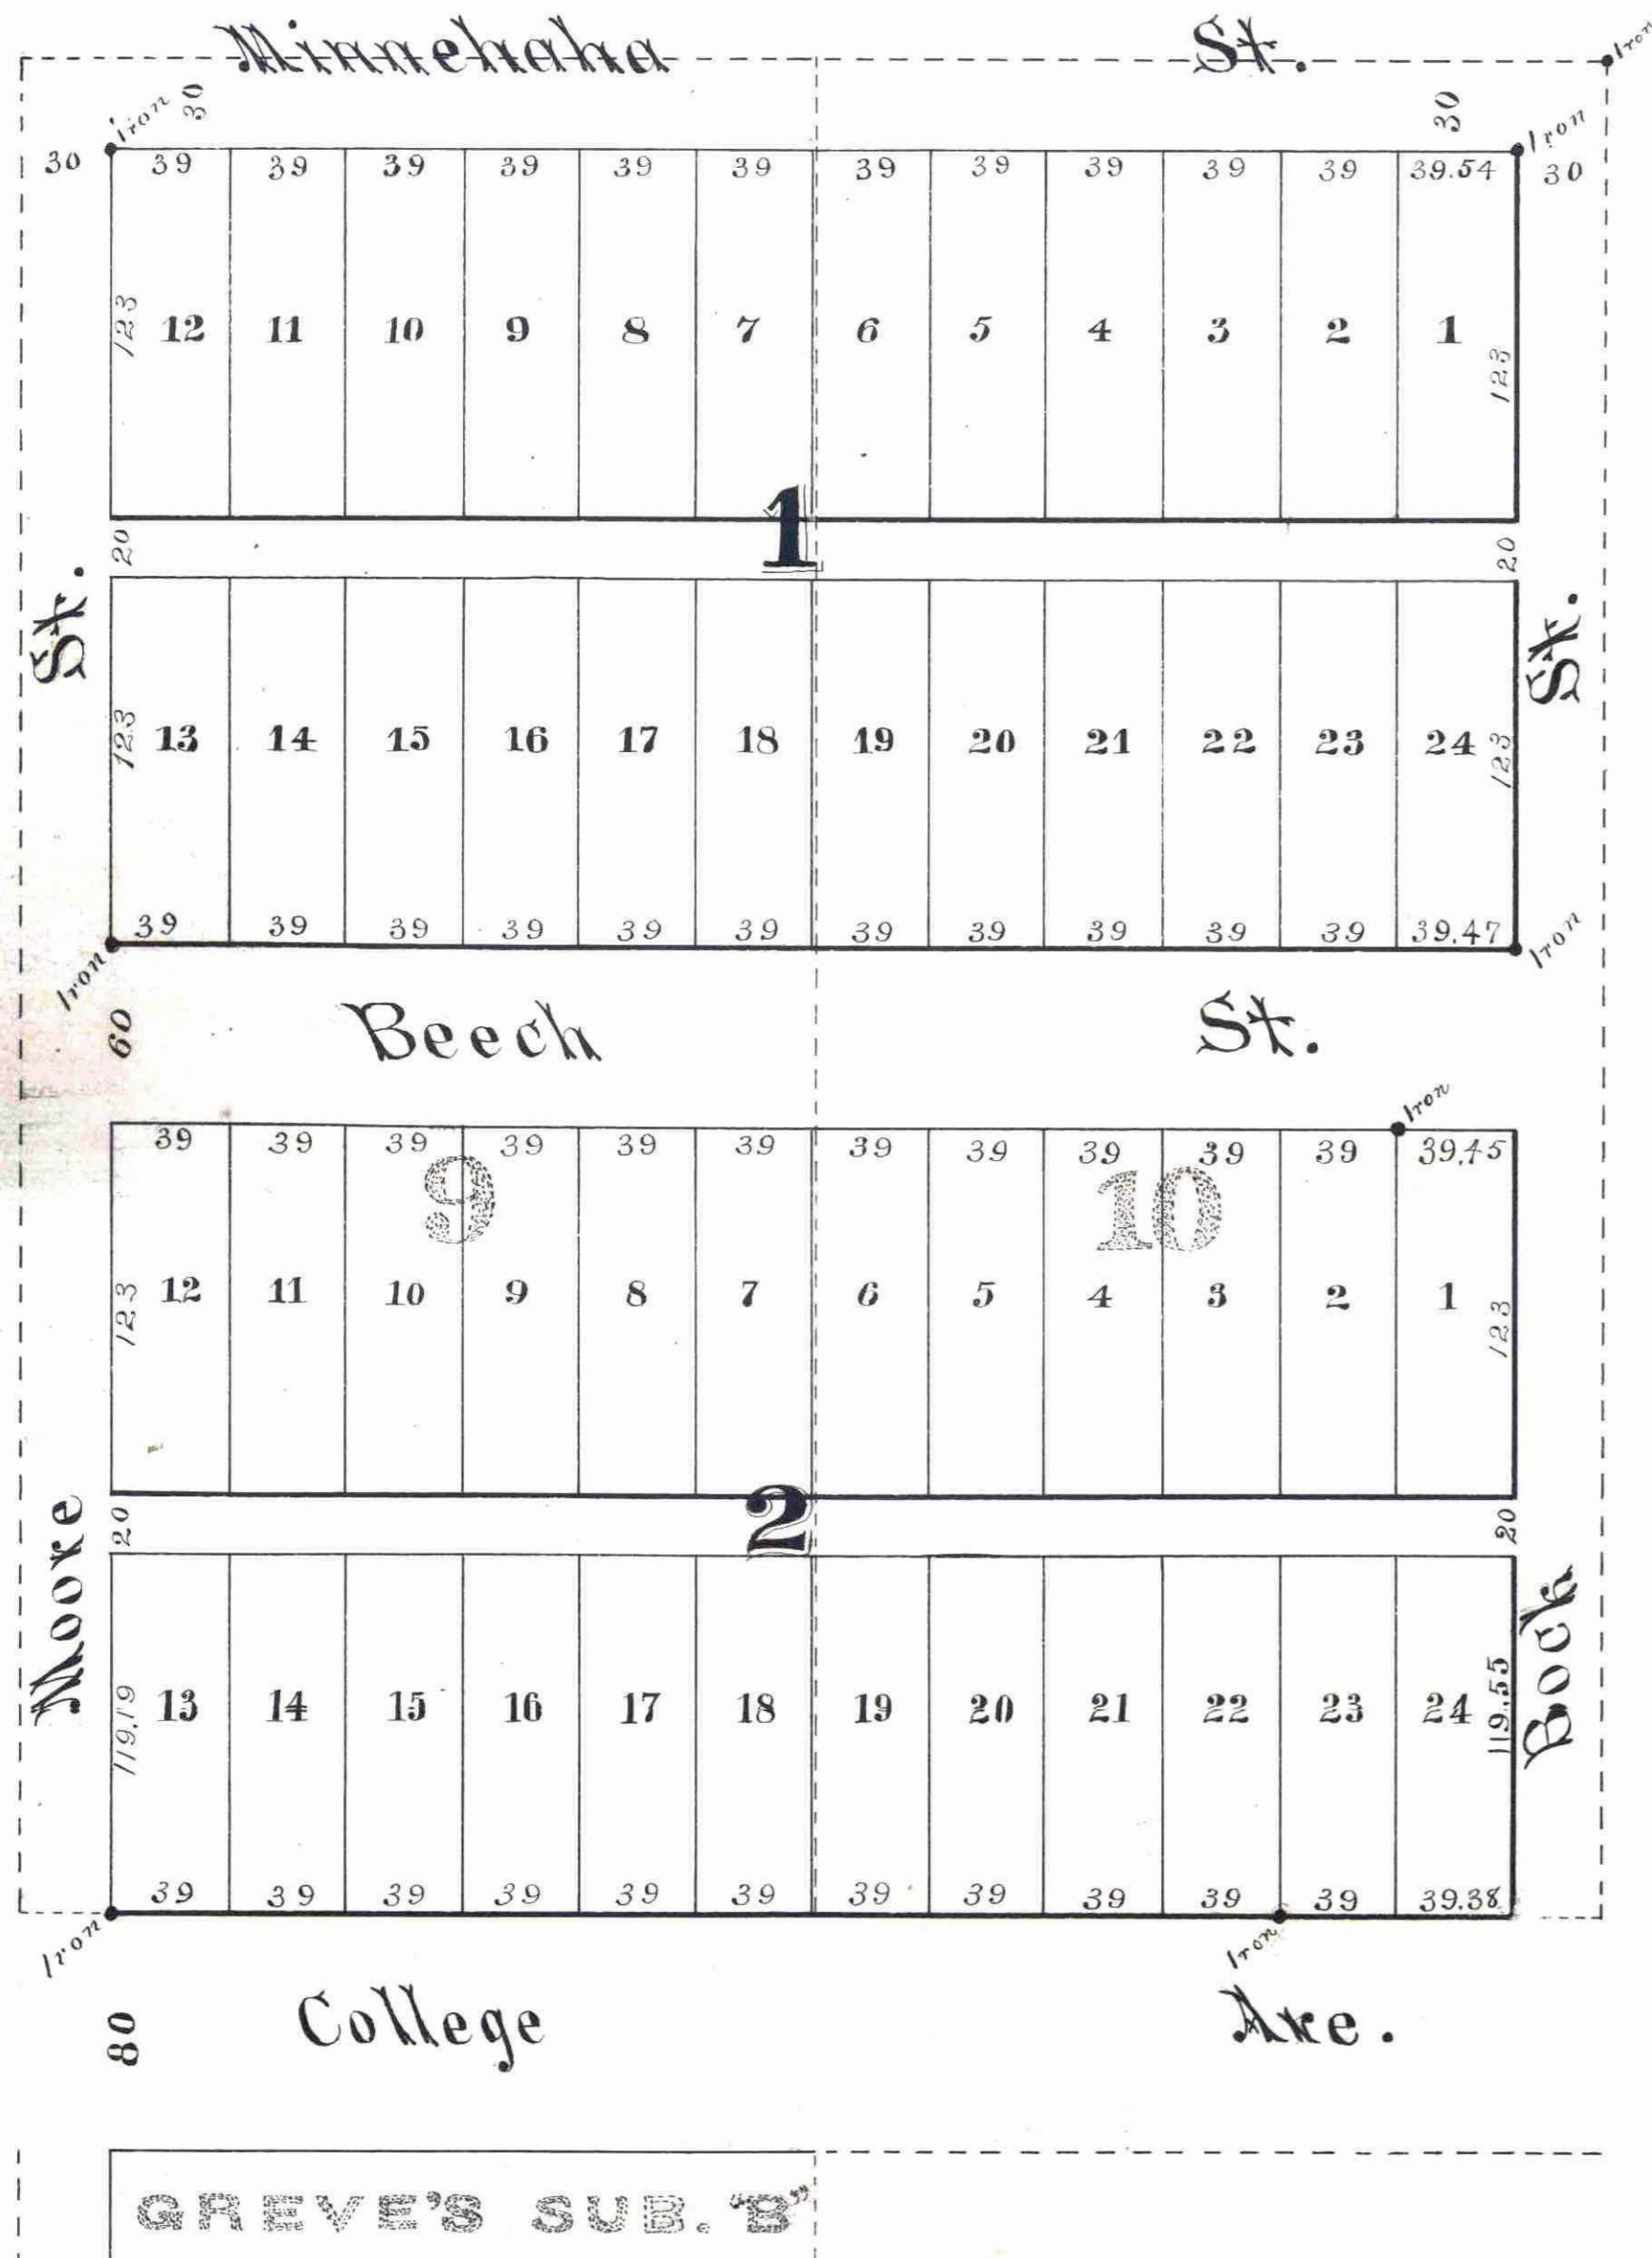 Minnehaha St.
Iron
Iron 30 30 Iron
30 39 39 39 39 39 39 39 39 39 39 39 39.54 30
123 12 11 10 9 8 7 6 5 4 3 2 1 123
1
20 20
St. St.
123 13 14 15 16 17 18 19 20 21 22 23 24 123
39 39 39 39 39 39 39 39 39 39 39 39.47
Iron Iron
60 Beech St.
Iron
39 39 39 39 39 39 39 39 39 39 39 39.45
9 10
123 12 11 10 9 8 7 6 5 4 3 2 1 123
2
20 20
Moore Bock
119.19 13 14 15 16 17 18 19 20 21 22 23 24 119.55
39 39 39 39 39 39 39 39 39 39 39 39.38
Iron Iron
80 College Ave.
GREVE'S SUB. "B"